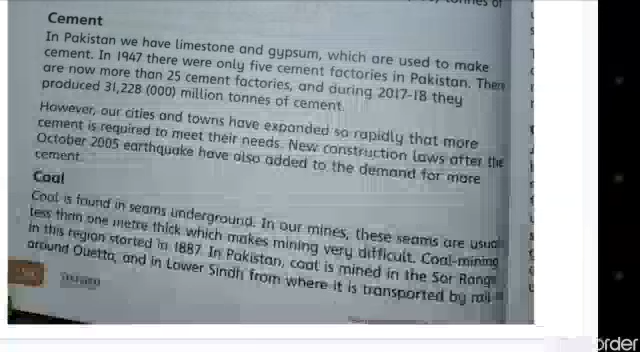 tonnes of
Cement
In Pakistan we have limestone and gypsum, which are used to make
cement. In 1947 there were only five cement factories in Pakistan. There
are now more than 25 cement factories, and during 2017-18 they
produced 31,228 (000) million tonnes of cement.
However, our cities and towns have expanded so rapidly that more
cement is required to meet their needs. New construction laws after the
October 2005 earthquake have also added to the demand for more
cement.
Coal
Coal is found in seams underground. In our mines, these seams are usual
less than one metre thick which makes mining very difficult. Coal-mining
in this region started in 1887. In Pakistan, coal is mined in the Sor Range
around Quetta, and in Lower Sindh from where it is transported by rail
order